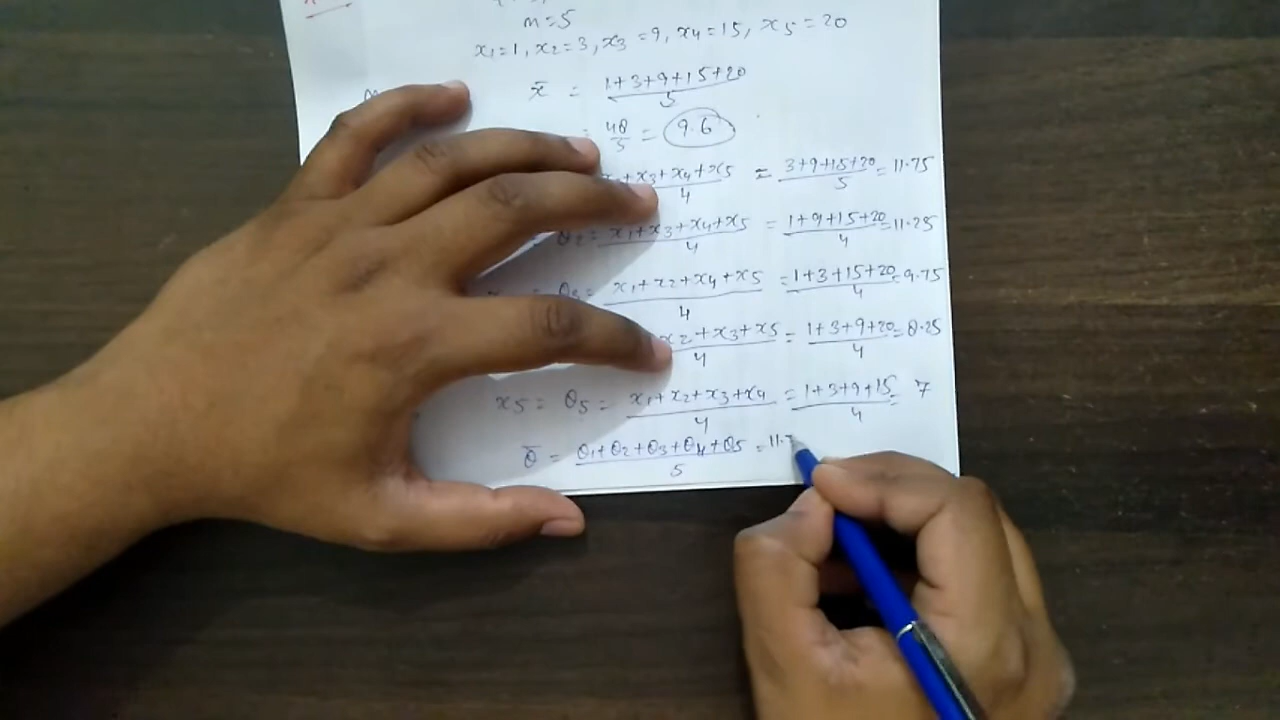 m=5
x1=1, x2=3, x3=9, x4=15, x5=20
x̄ = 1+3+9+15+20/5
= 48/5 = 9.6
+x3+x4+x5/4 = 3+9+15+20/5 = 11.75
= θ2 = x1+x3+x4+x5/4 = 1+9+15+20/4 = 11.25
= θ3 = x1+x2+x4+x5/4 = 1+3+15+20/4 = 9.75
x2+x3+x5/4 = 1+3+9+20/4 = 8.25
x5 = θ5 = x1+x2+x3+x4/4 = 1+3+9+15/4 = 7
θ̄ = θ1+θ2+θ3+θ4+θ5/5 = 11.7